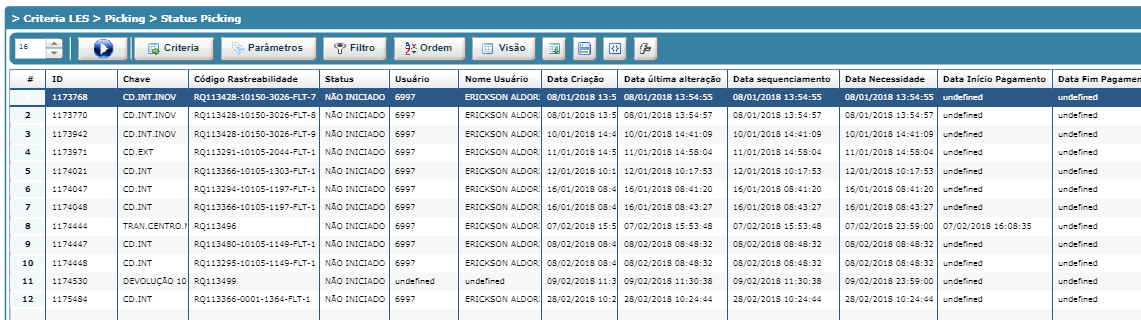 > Criteria LES > Picking > Status Picking
16 Criteria Parâmetros Filtro Ordem Visão
# ID Chave Código Rastreabilidade Status Usuário Nome Usuário Data Criação Data última alteração Data sequenciamento Data Necessidade Data Início Pagamento Data Fim Pagamen
1173768 CD.INT.INOV RQ113428-10150-3026-FLT-7 NÃO INICIADO 6997 ERICKSON ALDORI 08/01/2018 13:5 08/01/2018 13:54:55 08/01/2018 13:54:55 08/01/2018 13:54:55 undefined undefined
2 1173770 CD.INT.INOV RQ113428-10150-3026-FLT-8 NÃO INICIADO 6997 ERICKSON ALDORI 08/01/2018 13:5 08/01/2018 13:54:57 08/01/2018 13:54:57 08/01/2018 13:54:57 undefined undefined
3 1173942 CD.INT.INOV RQ113428-10150-3026-FLT-9 NÃO INICIADO 6997 ERICKSON ALDORI 10/01/2018 14:4 10/01/2018 14:41:09 10/01/2018 14:41:09 10/01/2018 14:41:09 undefined undefined
4 1173971 CD.EXT RQ113291-10105-2044-FLT-1 NÃO INICIADO 6997 ERICKSON ALDORI 11/01/2018 14:5 11/01/2018 14:58:04 11/01/2018 14:58:04 11/01/2018 14:58:04 undefined undefined
5 1174021 CD.INT RQ113366-10105-1303-FLT-1 NÃO INICIADO 6997 ERICKSON ALDORI 12/01/2018 10:1 12/01/2018 10:17:53 12/01/2018 10:17:53 12/01/2018 10:17:53 undefined undefined
6 1174047 CD.INT RQ113294-10105-1197-FLT-1 NÃO INICIADO 6997 ERICKSON ALDORI 16/01/2018 08:4 16/01/2018 08:41:20 16/01/2018 08:41:20 16/01/2018 08:41:20 undefined undefined
7 1174048 CD.INT RQ113366-10105-1197-FLT-1 NÃO INICIADO 6997 ERICKSON ALDORI 16/01/2018 08:4 16/01/2018 08:43:27 16/01/2018 08:43:27 16/01/2018 08:43:27 undefined undefined
8 1174444 TRAN.CENTRO.N RQ113496 NÃO INICIADO 6997 ERICKSON ALDORI 07/02/2018 15:5 07/02/2018 15:53:48 07/02/2018 15:53:48 07/02/2018 23:59:00 07/02/2018 16:08:35 undefined
9 1174447 CD.INT RQ113480-10105-1149-FLT-1 NÃO INICIADO 6997 ERICKSON ALDORI 08/02/2018 08:4 08/02/2018 08:48:32 08/02/2018 08:48:32 08/02/2018 08:48:32 undefined undefined
10 1174448 CD.INT RQ113295-10105-1149-FLT-1 NÃO INICIADO 6997 ERICKSON ALDORI 08/02/2018 08:4 08/02/2018 08:48:32 08/02/2018 08:48:32 08/02/2018 08:48:32 undefined undefined
11 1174530 DEVOLUÇÃO 10 RQ113499 NÃO INICIADO undefined undefined 09/02/2018 11:3 09/02/2018 11:30:38 09/02/2018 11:30:38 09/02/2018 23:59:00 undefined undefined
12 1175484 CD.INT RQ113366-0001-1364-FLT-1 NÃO INICIADO 6997 ERICKSON ALDORI 28/02/2018 10:2 28/02/2018 10:24:44 28/02/2018 10:24:44 28/02/2018 10:24:44 undefined undefined